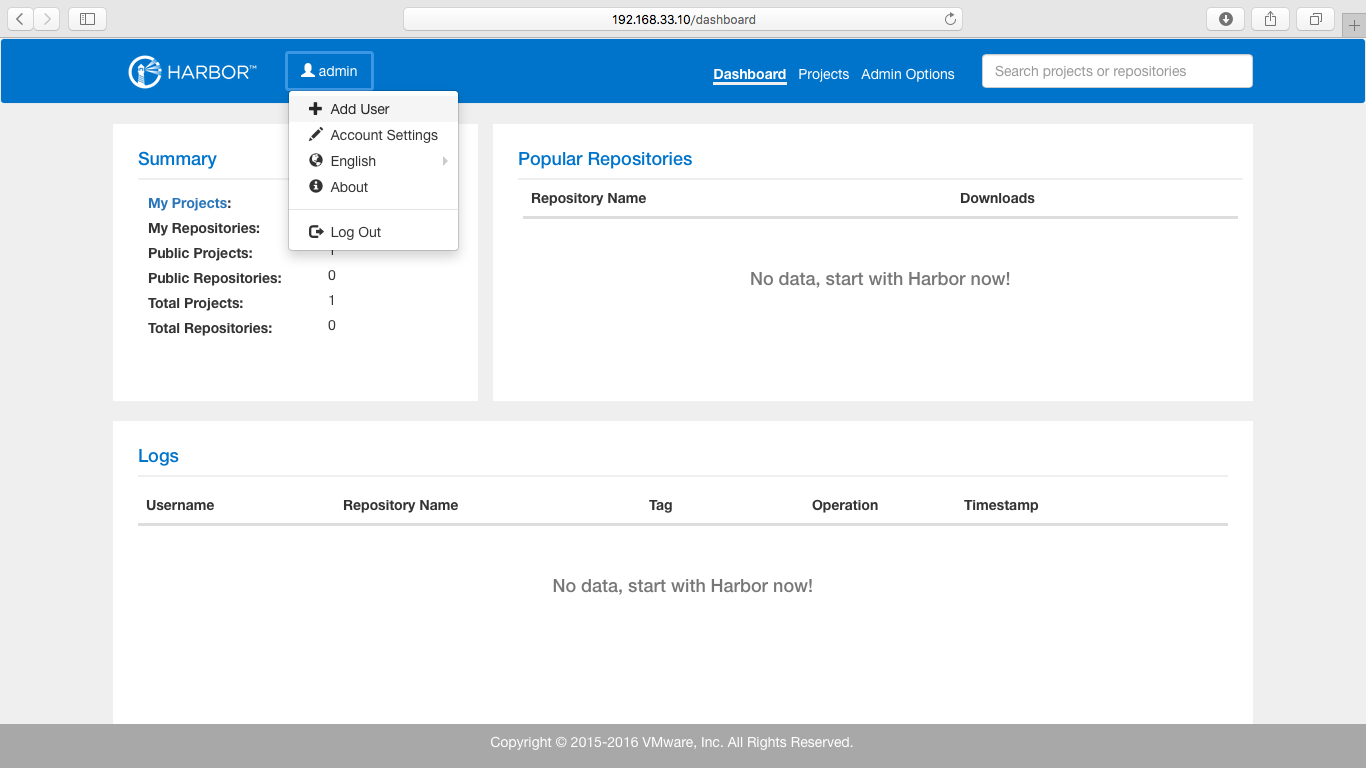 192.168.33.10/dashboard
HARBOR™
admin
Dashboard Projects Admin Options
Search projects or repositories
Add User
Account Settings
English
About
Log Out
Summary
My Projects:
My Repositories:
Public Projects: 1
Public Repositories: 0
Total Projects: 1
Total Repositories: 0
Popular Repositories
Repository Name Downloads
No data, start with Harbor now!
Logs
Username Repository Name Tag Operation Timestamp
No data, start with Harbor now!
Copyright © 2015-2016 VMware, Inc. All Rights Reserved.